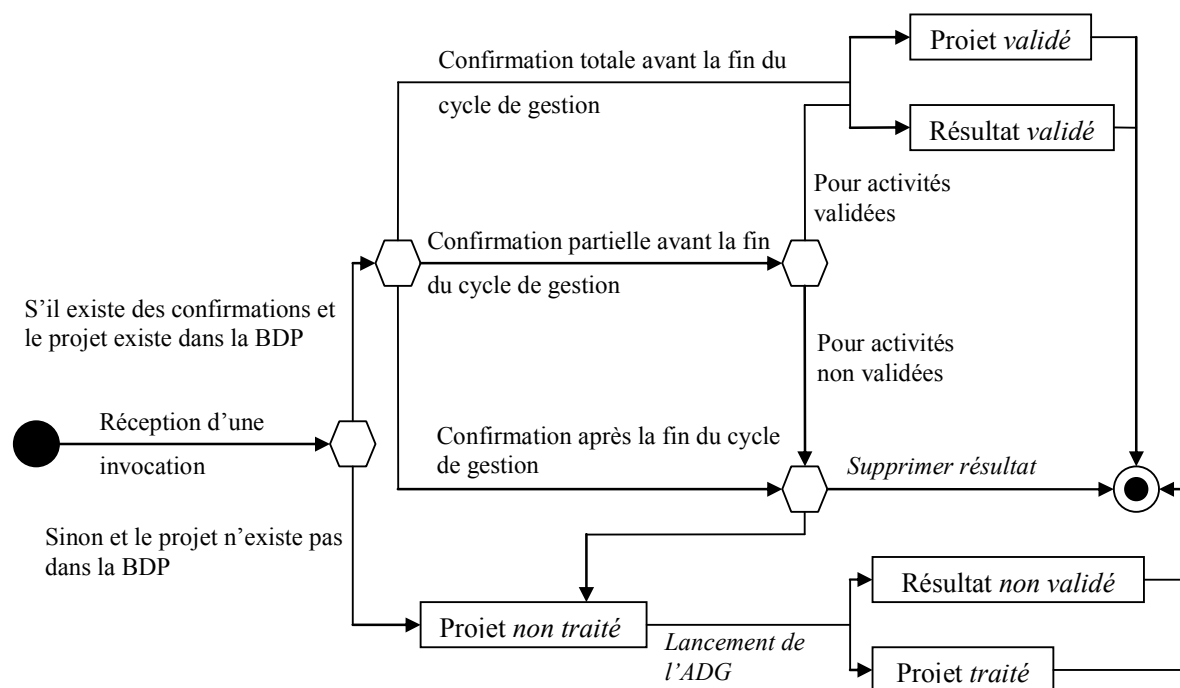 Projet validé
Confirmation totale avant la fin du
cycle de gestion
Résultat validé
Pour activités
validées
Confirmation partielle avant la fin
du cycle de gestion
S’il existe des confirmations et
le projet existe dans la BDP
Pour activités
non validées
Réception d’une
invocation
Confirmation après la fin du cycle
de gestion
Supprimer résultat
Sinon et le projet n’existe pas
dans la BDP
Résultat non validé
Projet non traité
Lancement de
l’ADG
Projet traité